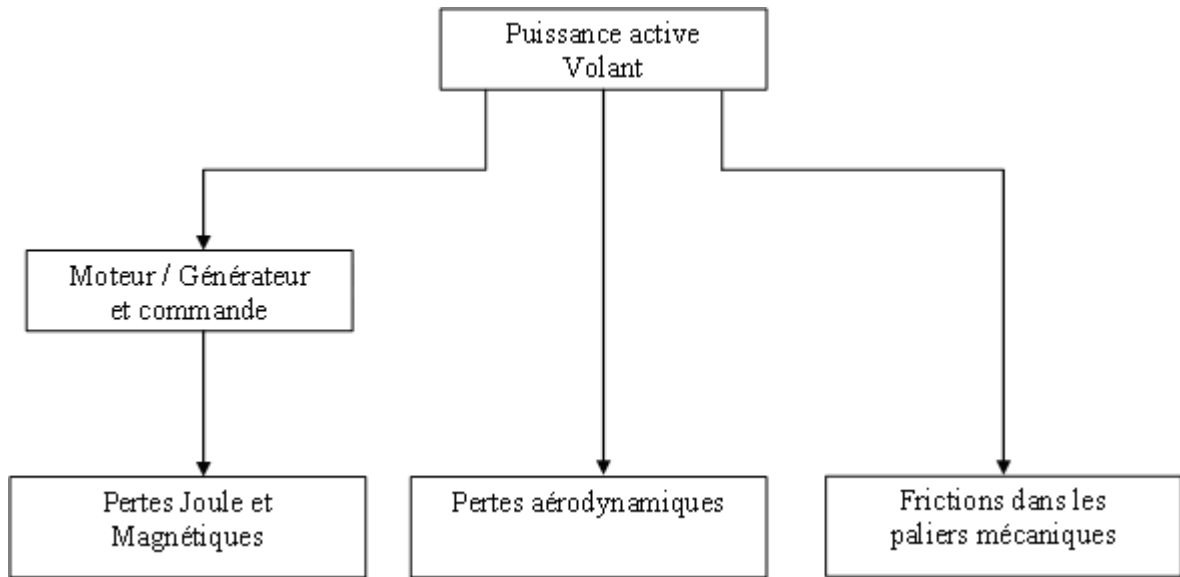 Puissance active
Volant
Moteur / Générateur
et commande
Pertes Joule et
Magnétiques
Pertes aérodynamiques
Frictions dans les
paliers mécaniques